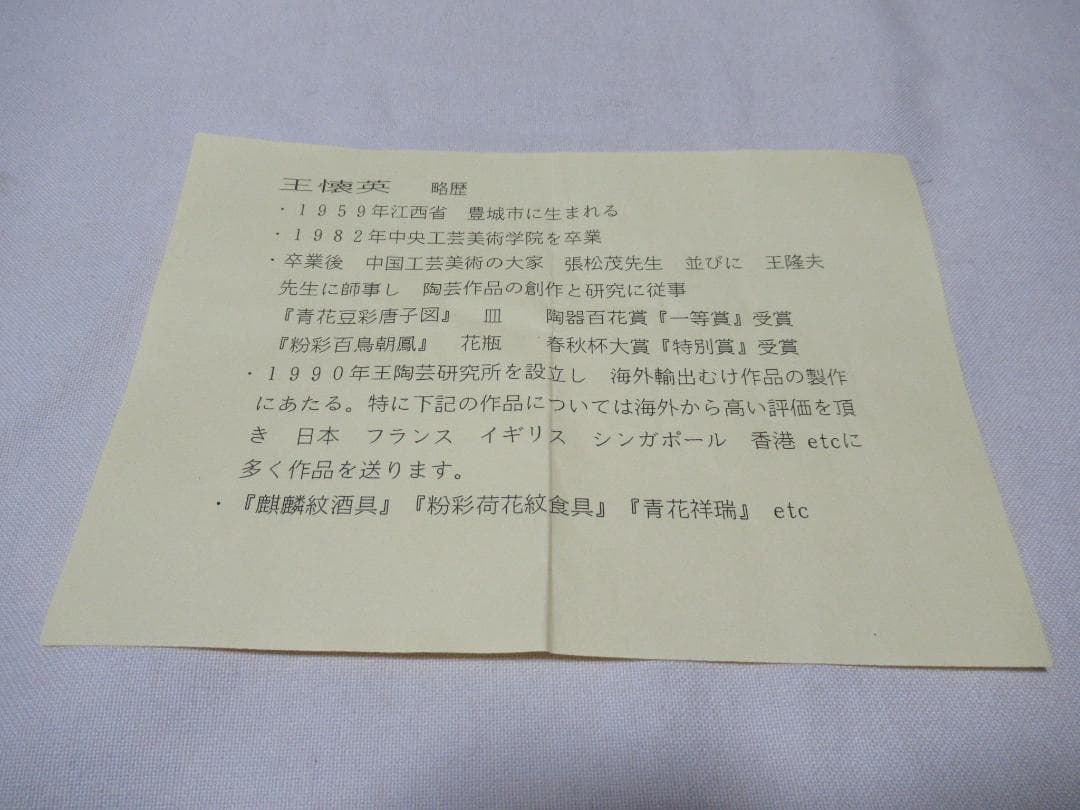 王懐英　略歴
・１９５９年江西省　豊城市に生まれる
・１９８２年中央工芸美術学院を卒業
・卒業後　中国工芸美術の大家　張松茂先生　並びに　王隆夫
先生に師事し　陶芸作品の創作と研究に従事
『青花豆彩唐子図』　皿　陶器百花賞『一等賞』受賞
『粉彩百鳥朝鳳』　花瓶　春秋杯大賞『特別賞』受賞
・１９９０年王陶芸研究所を設立し　海外輸出むけ作品の製作
にあたる。特に下記の作品については海外から高い評価を頂
き　日本　フランス　イギリス　シンガポール　香港 etcに
多く作品を送ります。
・『麒麟紋酒具』『粉彩荷花紋食具』『青花祥瑞』 etc